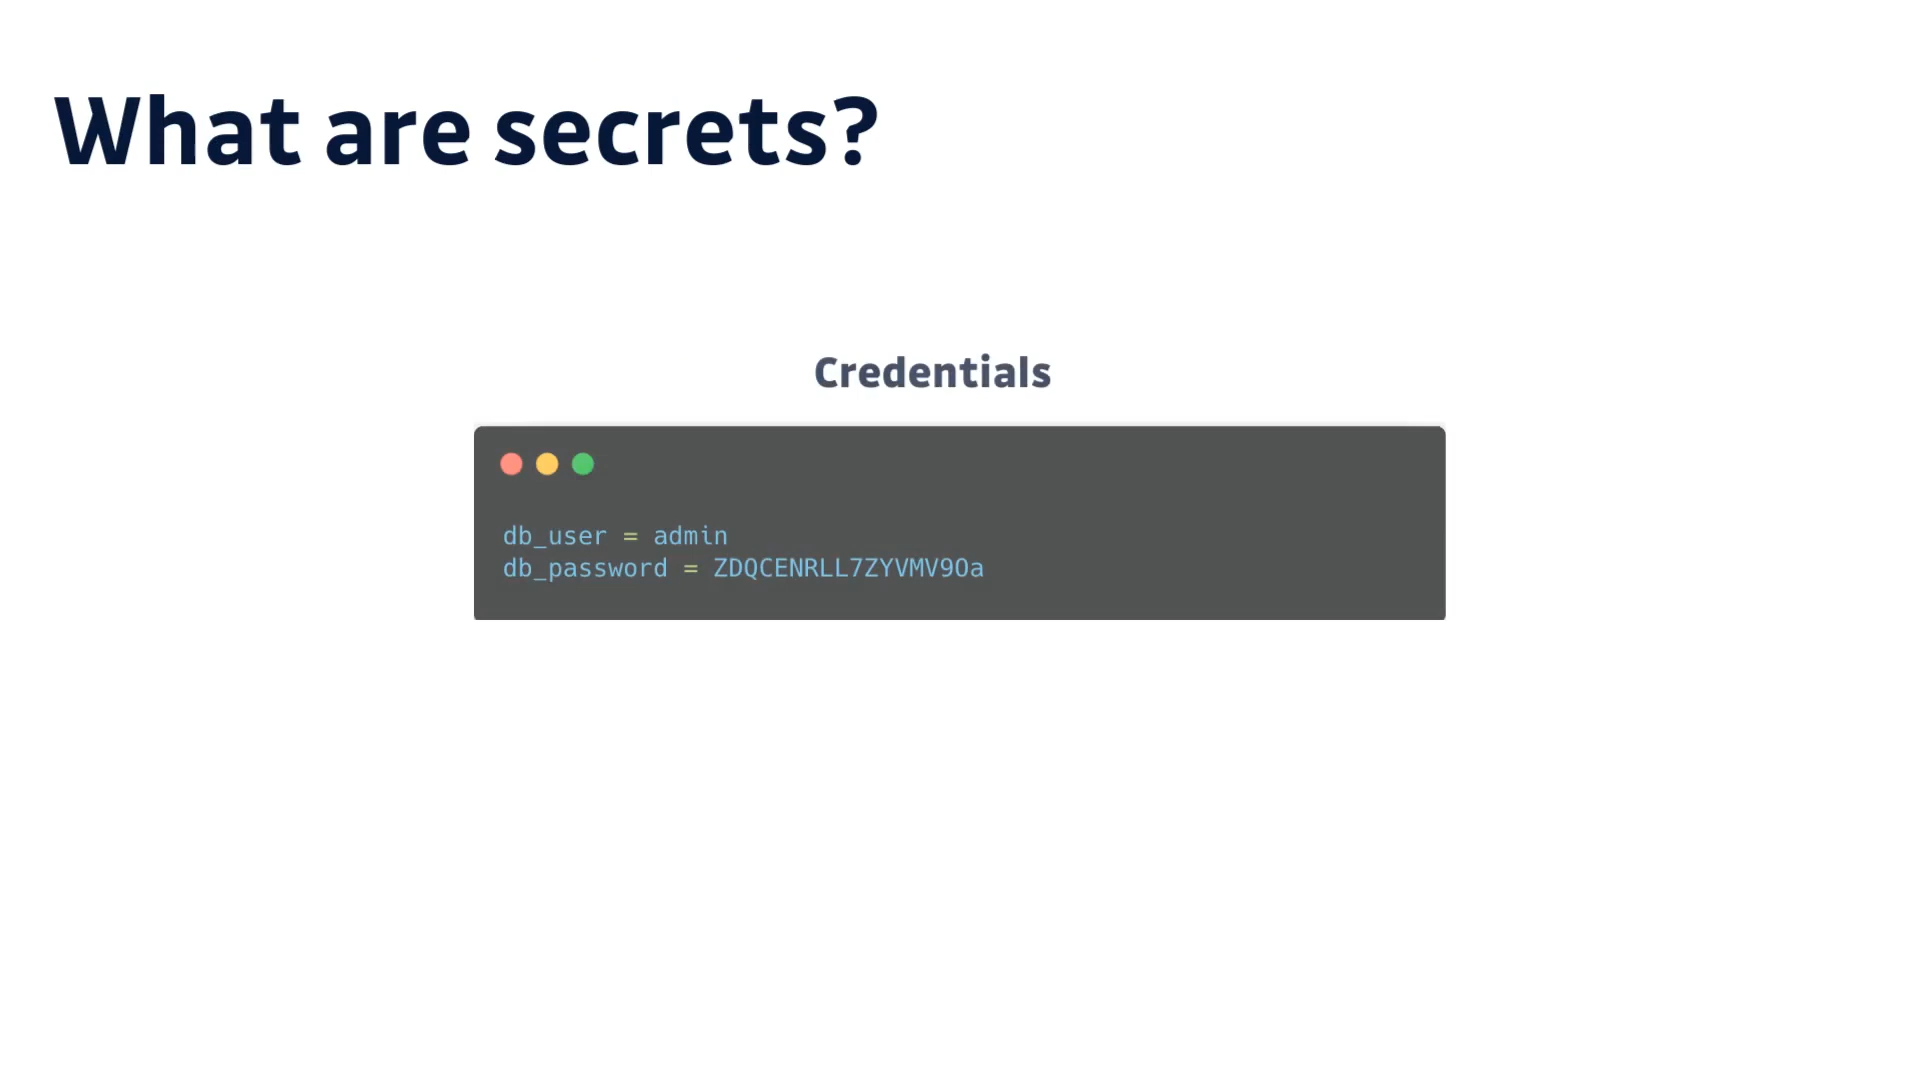 What are secrets?
Credentials
db_user = admin
db_password = ZDQCENRLL7ZYVMV9Oa